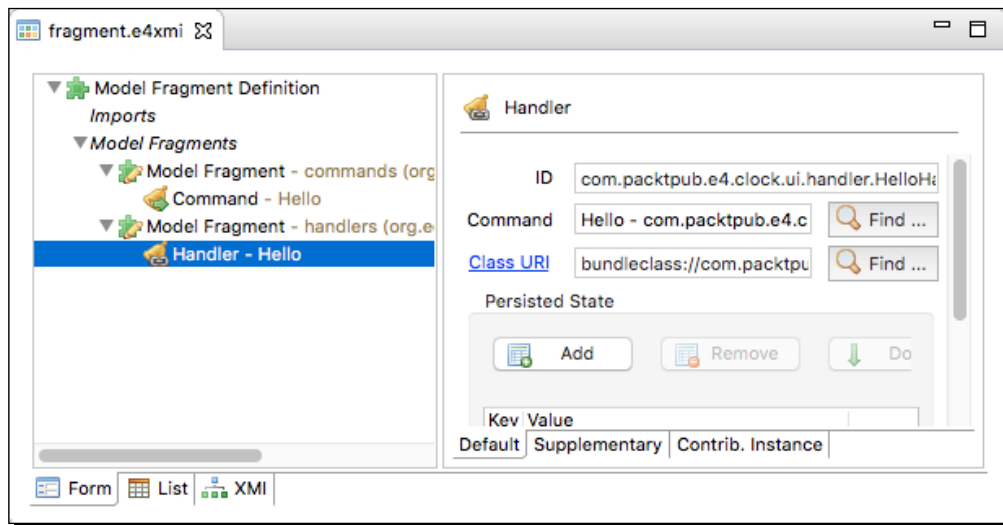 fragment.e4xmi
Model Fragment Definition
Imports
Model Fragments
Model Fragment - commands (org
Command - Hello
Model Fragment - handlers (org.e
Handler - Hello
Handler
ID com.packtpub.e4.clock.ui.handler.HelloHa
Command Hello - com.packtpub.e4.c Find ...
Class URI bundleclass://com.packtpu Find ...
Persisted State
Add Remove Do
Key Value
Default Supplementary Contrib. Instance
Form List XMI